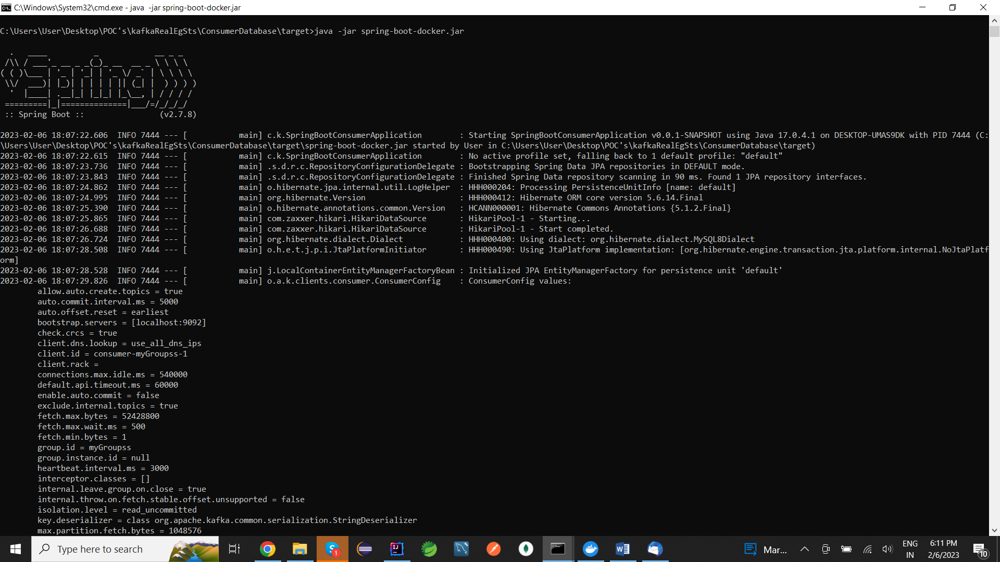 C:\Windows\System32\cmd.exe - java  -jar spring-boot-docker.jar
C:\Users\User\Desktop\POC's\kafkaRealEgSts\ConsumerDatabase\target>java -jar spring-boot-docker.jar
  .   ____          _            __ _ _
 /\\ / ___'_ __ _ _(_)_ __  __ _ \ \ \ \
( ( )\___ | '_ | '_| | '_ \/ _` | \ \ \ \
 \\/  ___)| |_)| | | | | || (_| |  ) ) ) )
  '  |____| .__|_| |_|_| |_\__, | / / / /
 =========|_|==============|___/=/_/_/_/
 :: Spring Boot ::                (v2.7.8)
2023-02-06 18:07:22.606  INFO 7444 --- [           main] c.k.SpringBootConsumerApplication        : Starting SpringBootConsumerApplication v0.0.1-SNAPSHOT using Java 17.0.4.1 on DESKTOP-UMAS9DK with PID 7444 (C:
\Users\User\Desktop\POC's\kafkaRealEgSts\ConsumerDatabase\target\spring-boot-docker.jar started by User in C:\Users\User\Desktop\POC's\kafkaRealEgSts\ConsumerDatabase\target)
2023-02-06 18:07:22.615  INFO 7444 --- [           main] c.k.SpringBootConsumerApplication        : No active profile set, falling back to 1 default profile: "default"
2023-02-06 18:07:23.736  INFO 7444 --- [           main] .s.d.r.c.RepositoryConfigurationDelegate : Bootstrapping Spring Data JPA repositories in DEFAULT mode.
2023-02-06 18:07:23.843  INFO 7444 --- [           main] .s.d.r.c.RepositoryConfigurationDelegate : Finished Spring Data repository scanning in 90 ms. Found 1 JPA repository interfaces.
2023-02-06 18:07:24.862  INFO 7444 --- [           main] o.hibernate.jpa.internal.util.LogHelper  : HHH000204: Processing PersistenceUnitInfo [name: default]
2023-02-06 18:07:24.995  INFO 7444 --- [           main] org.hibernate.Version                    : HHH000412: Hibernate ORM core version 5.6.14.Final
2023-02-06 18:07:25.390  INFO 7444 --- [           main] o.hibernate.annotations.common.Version   : HCANN000001: Hibernate Commons Annotations {5.1.2.Final}
2023-02-06 18:07:25.865  INFO 7444 --- [           main] com.zaxxer.hikari.HikariDataSource       : HikariPool-1 - Starting...
2023-02-06 18:07:26.688  INFO 7444 --- [           main] com.zaxxer.hikari.HikariDataSource       : HikariPool-1 - Start completed.
2023-02-06 18:07:26.724  INFO 7444 --- [           main] org.hibernate.dialect.Dialect            : HHH000400: Using dialect: org.hibernate.dialect.MySQL8Dialect
2023-02-06 18:07:28.508  INFO 7444 --- [           main] o.h.e.t.j.p.i.JtaPlatformInitiator       : HHH000490: Using JtaPlatform implementation: [org.hibernate.engine.transaction.jta.platform.internal.NoJtaPlatf
orm]
2023-02-06 18:07:28.528  INFO 7444 --- [           main] j.LocalContainerEntityManagerFactoryBean : Initialized JPA EntityManagerFactory for persistence unit 'default'
2023-02-06 18:07:29.826  INFO 7444 --- [           main] o.a.k.clients.consumer.ConsumerConfig    : ConsumerConfig values:
allow.auto.create.topics = true
auto.commit.interval.ms = 5000
auto.offset.reset = earliest
bootstrap.servers = [localhost:9092]
check.crcs = true
client.dns.lookup = use_all_dns_ips
client.id = consumer-myGroupss-1
client.rack =
connections.max.idle.ms = 540000
default.api.timeout.ms = 60000
enable.auto.commit = false
exclude.internal.topics = true
fetch.max.bytes = 52428800
fetch.max.wait.ms = 500
fetch.min.bytes = 1
group.id = myGroupss
group.instance.id = null
heartbeat.interval.ms = 3000
interceptor.classes = []
internal.leave.group.on.close = true
internal.throw.on.fetch.stable.offset.unsupported = false
isolation.level = read_uncommitted
key.deserializer = class org.apache.kafka.common.serialization.StringDeserializer
max.partition.fetch.bytes = 1048576
Type here to search
1
IJ
W
Mar...
ENG
IN
6:11 PM
2/6/2023
10